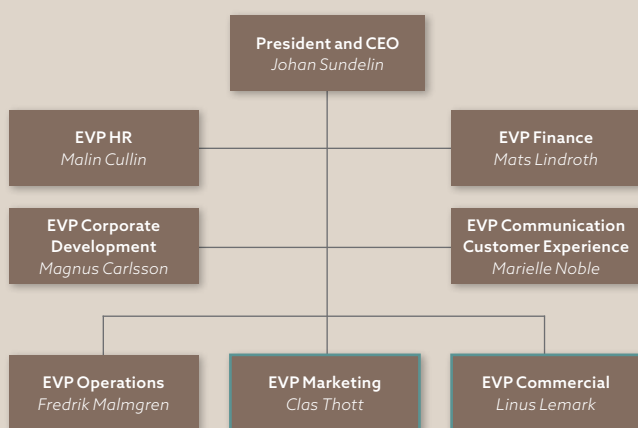 President and CEO
Johan Sundelin
EVP HR
Malin Cullin
EVP Finance
Mats Lindroth
EVP Corporate
Development
Magnus Carlsson
EVP Communication
Customer Experience
Marielle Noble
EVP Operations
Fredrik Malmgren
EVP Marketing
Clas Thott
EVP Commercial
Linus Lemark